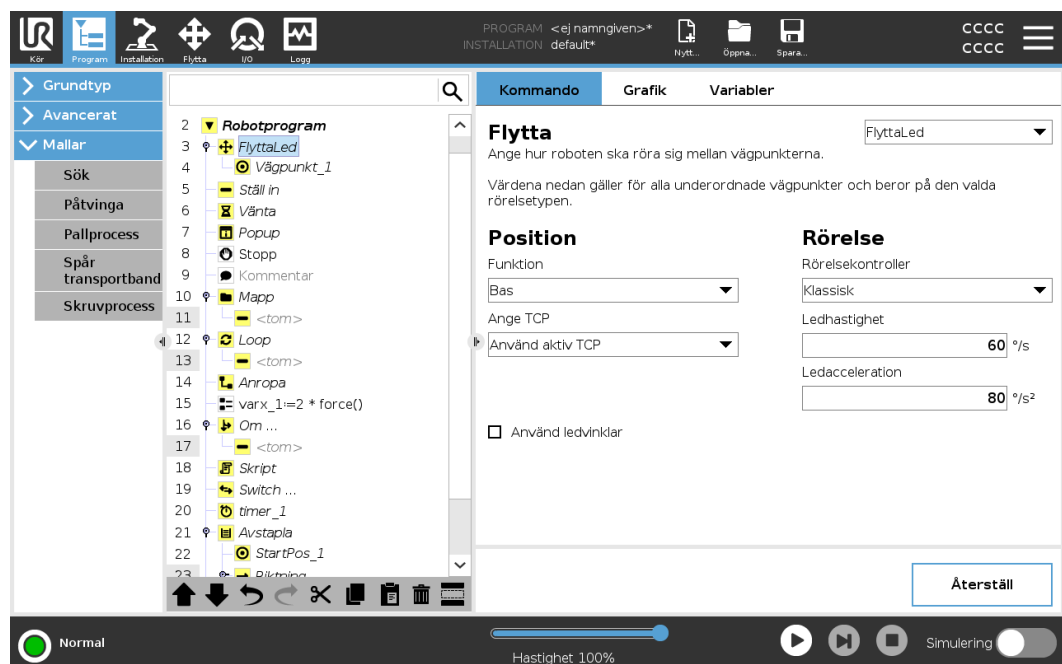 UR
Kör
Program
Installation
Flytta
I/O
Logg
PROGRAM <ej namngiven>*
INSTALLATION default*
Nytt...
Öppna...
Spara...
CCCC
CCCC
Grundtyp
Avancerat
Mallar
Sök
Påtvinga
Pallprocess
Spår
transportband
Skruvprocess
2 Robotprogram
3 FlyttaLed
4 Vägpunkt_1
5 Ställ in
6 Vänta
7 Popup
8 Stopp
9 Kommentar
10 Mapp
11 <tom>
12 Loop
13 <tom>
14 Anropa
15 varx_1:=2 * force()
16 Om ...
17 <tom>
18 Skript
19 Switch ...
20 timer_1
21 Avstapla
22 StartPos_1
23 Riktning
Kommando
Grafik
Variabler
Flytta
FlyttaLed
Ange hur roboten ska röra sig mellan vägpunkterna.
Värdena nedan gäller för alla underordnade vägpunkter och beror på den valda
rörelsetypen.
Position
Funktion
Bas
Ange TCP
Använd aktiv TCP
Använd ledvinklar
Rörelse
Rörelsekontroller
Klassisk
Ledhastighet
60 °/s
Ledacceleration
80 °/s²
Återställ
Normal
Hastighet 100%
Simulering